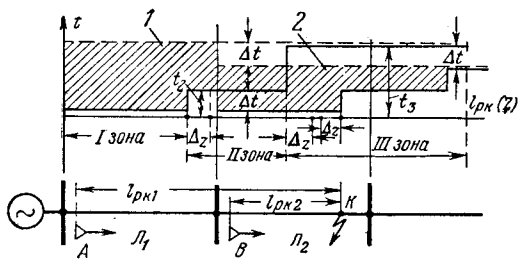 t
1
2
Δt
Δt
Δt
Δt
t₂
t₃
lрк(Z)
I зона
Δz
II зона
Δz
Δz
III зона
lрк1
lрк2
К
А
Л₁
В
Л₂